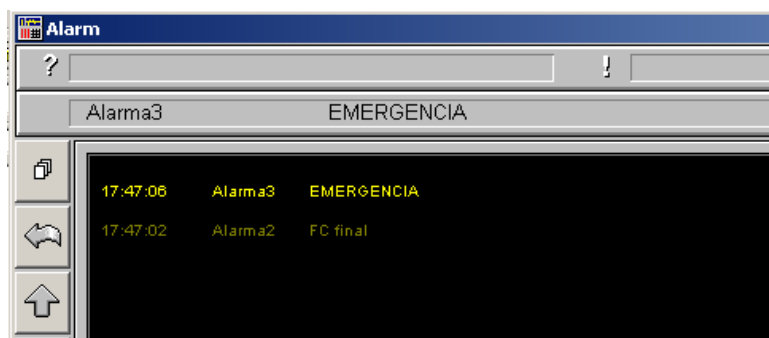 Alarm
? !
Alarma3 EMERGENCIA
17:47:06 Alarma3 EMERGENCIA
17:47:02 Alarma2 FC final